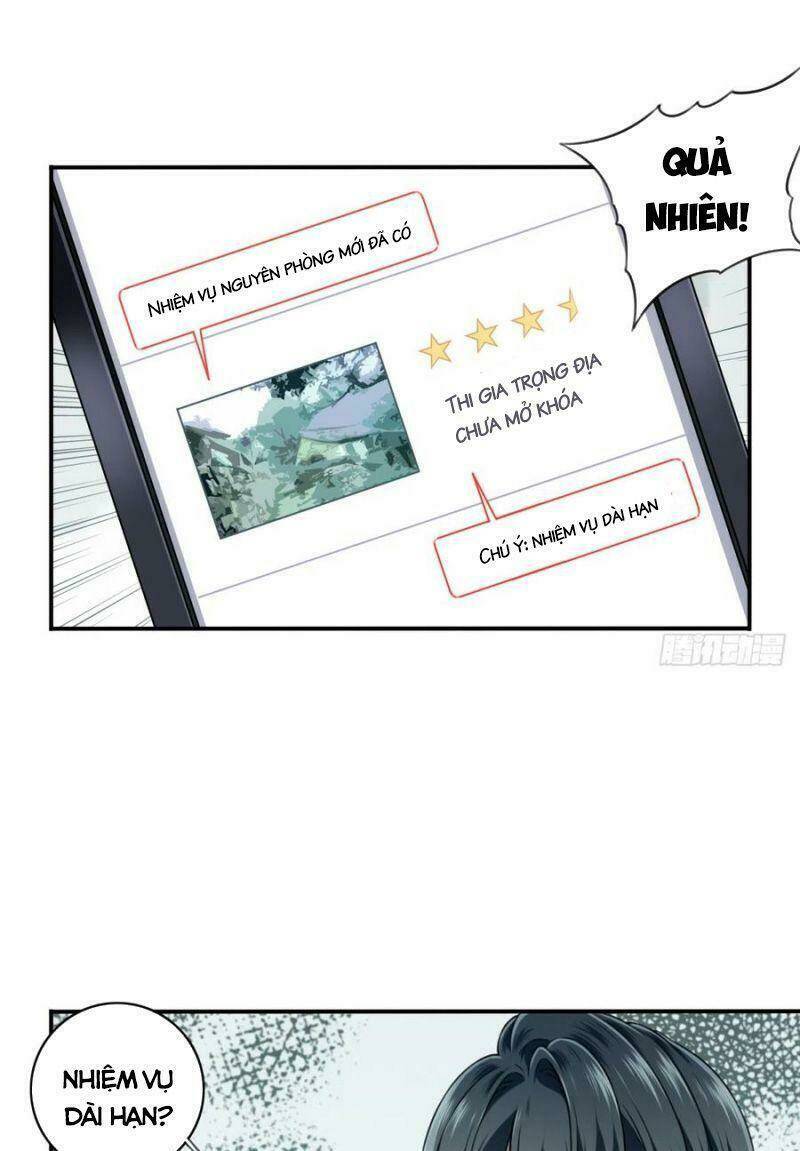 QUẢ
NHIÊN!
NHIỆM VỤ NGUYÊN PHÒNG MỚI ĐÃ CÓ
THI GIA TRỌNG ĐỊA
CHƯA MỞ KHÓA
CHÚ Ý: NHIỆM VỤ DÀI HẠN
腾讯动漫
NHIỆM VỤ
DÀI HẠN?